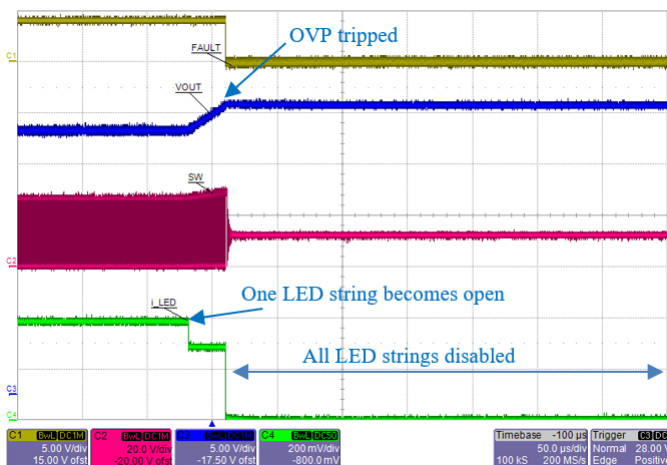 OVP tripped
C1
FAULT
VOUT
SW
C2
i_LED
One LED string becomes open
All LED strings disabled
C3
C4
C1 BwL DC1M
5.00 V/div
15.00 V ofst
C2 BwL DC1M
20.0 V/div
-20.00 V ofst
BwL DC1M
5.00 V/div
-17.50 V ofst
C4 BwL DC50
200 mV/div
-800.0 mV
Timebase -100 µs
50.0 µs/div
100 kS 200 MS/s
Trigger C3 DC
Normal 28.00 V
Edge Positive